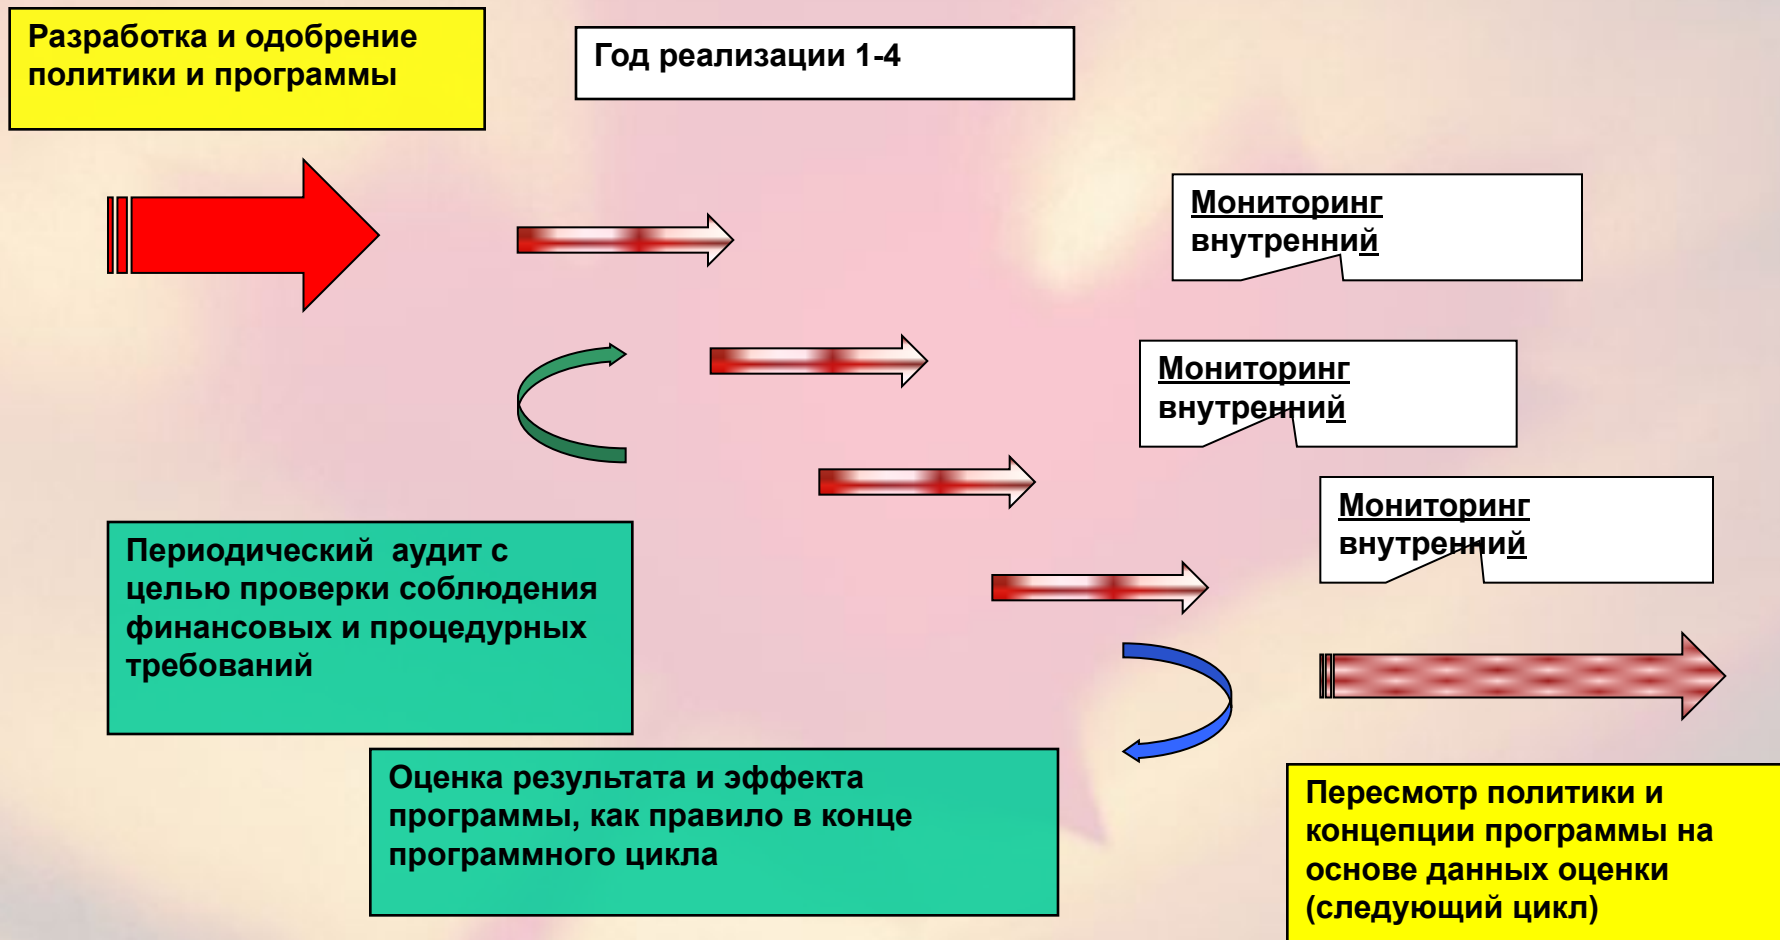 Разработка и одобрение
политики и программы
Год реализации 1-4
Мониторинг
внутренний
Мониторинг
внутренний
Мониторинг
внутренний
Периодический  аудит с
целью проверки соблюдения
финансовых и процедурных
требований
Оценка результата и эффекта
программы, как правило в конце
программного цикла
Пересмотр политики и
концепции программы на
основе данных оценки
(следующий цикл)